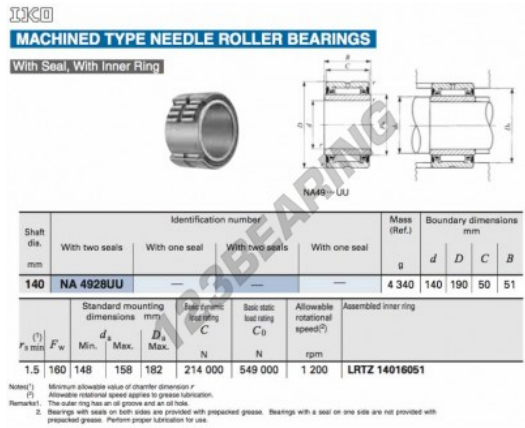 IKO
MACHINED TYPE NEEDLE ROLLER BEARINGS
With Seal, With Inner Ring
B
C
r
D
d
Da
NA49…UU
123BEARING
Shaft dia. mm
Identification number
With two seals
With one seal
With two seals
With one seal
Mass (Ref.) g
Boundary dimensions mm
d D C B
140 NA 4928UU — — — 4 340 140 190 50 51
(1) rs min
Fw
Standard mounting dimensions mm
da
Min. Max.
Da
Max.
Basic dynamic load rating
C
N
Basic static load rating
C0
N
Allowable rotational speed(2)
rpm
Assembled inner ring
1.5 160 148 158 182 214 000 549 000 1 200 LRTZ 14016051
Notes(1) Minimum allowable value of chamfer dimension r
(2) Allowable rotational speed applies to grease lubrication.
Remarks1. The outer ring has an oil groove and an oil hole.
2. Bearings with seals on both sides are provided with prepacked grease. Bearings with a seal on one side are not provided with
prepacked grease. Perform proper lubrication for use.